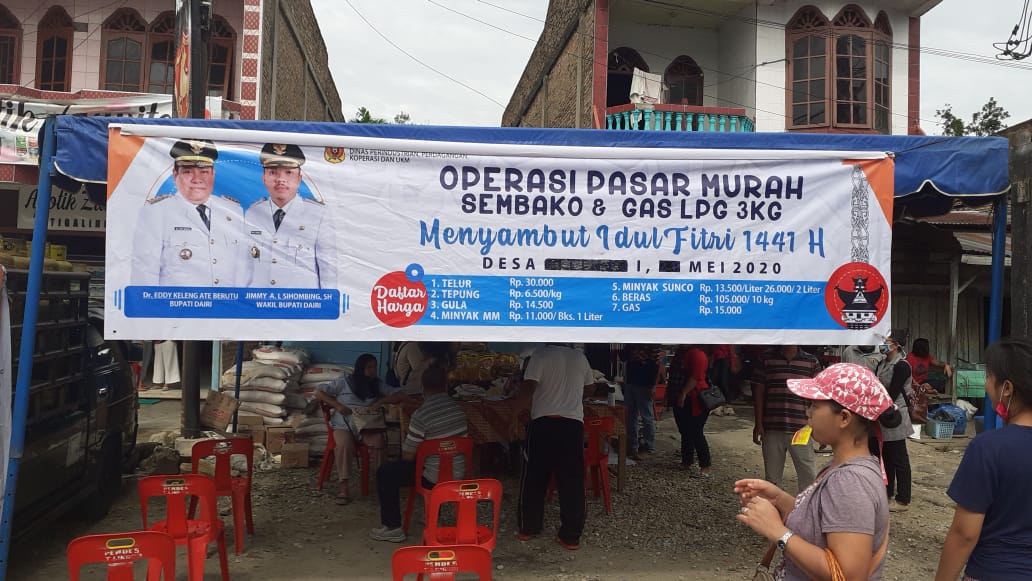 DINAS PERINDUSTRIAN, PERDAGANGAN,
KOPERASI DAN UKM
OPERASI PASAR MURAH
SEMBAKO & GAS LPG 3KG
Menyambut Idul Fitri 1441 H
DESA I, MEI 2020
Daftar Harga
1. TELUR Rp. 30.000
2. TEPUNG Rp. 6.500/kg
3. GULA Rp. 14.500
4. MINYAK MM Rp. 11.000/ Bks. 1 Liter
5. MINYAK SUNCO Rp. 13.500/Liter 26.000/ 2 Liter
6. BERAS Rp. 105.000/ 10 kg
7. GAS Rp. 15.000
Dr. EDDY KELENG ATE BERUTU
BUPATI DAIRI
JIMMY A. L SIHOMBING, SH
WAKIL BUPATI DAIRI
PEMDES
PEMDES
PEMDES
PEMDES